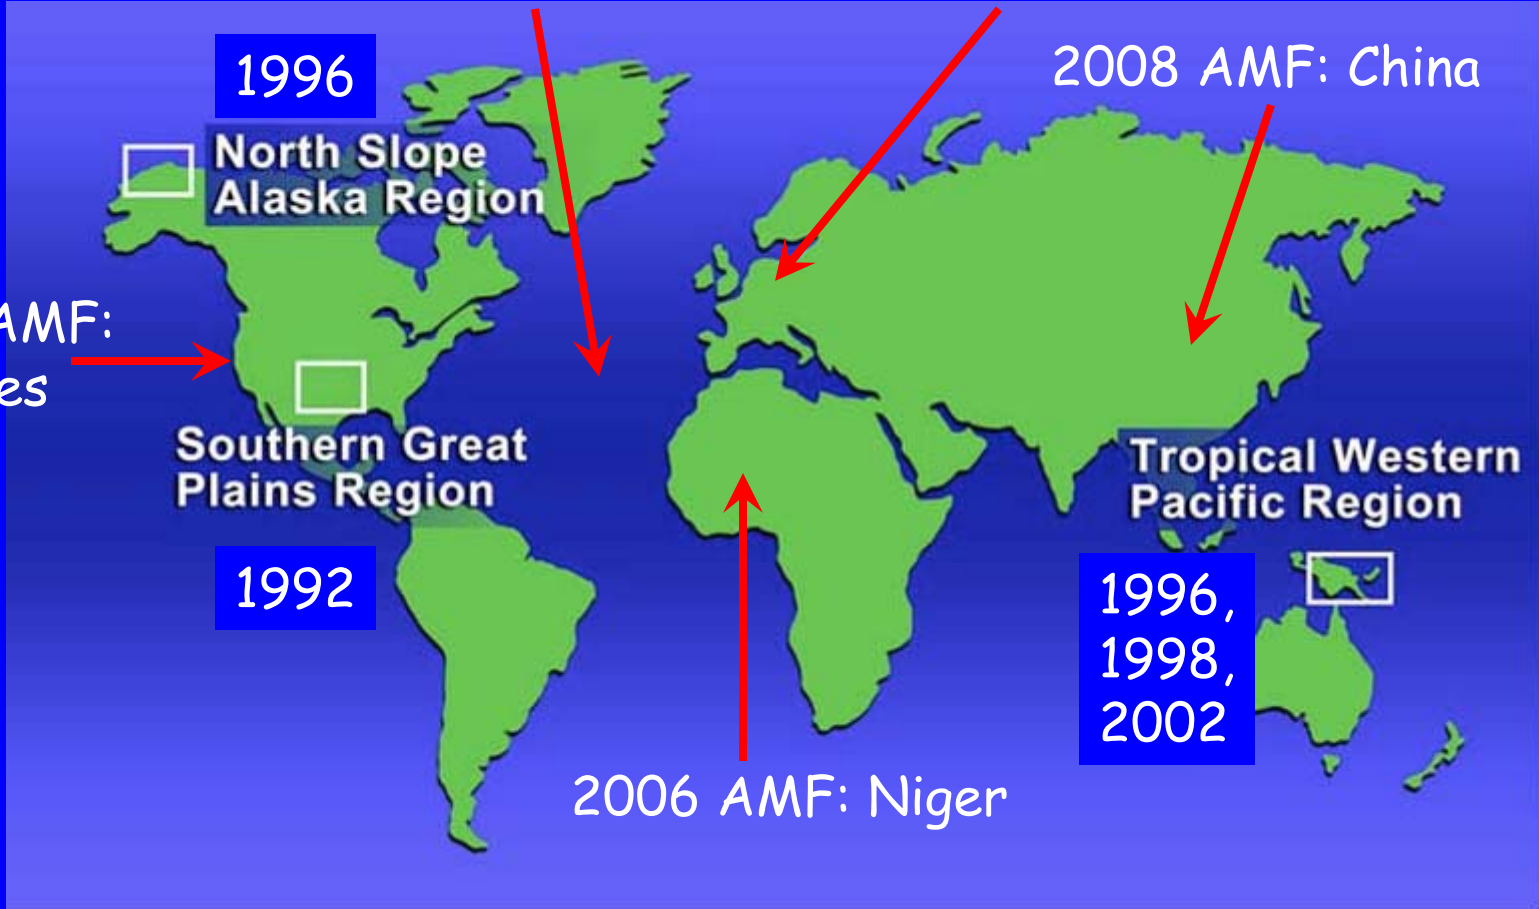 1996
2008 AMF: China
North Slope
Alaska Region
AMF:
es
Southern Great
Plains Region
Tropical Western
Pacific Region
1992
1996,
1998,
2002
2006 AMF: Niger